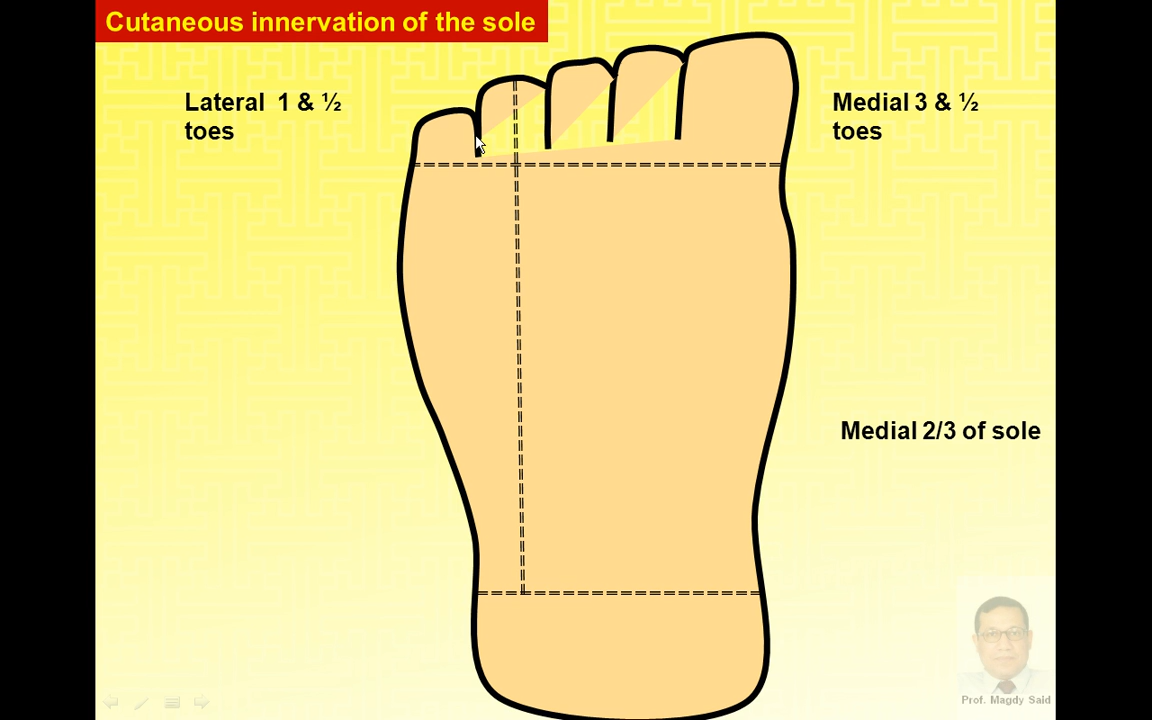 Cutaneous innervation of the sole
Lateral 1 & ½
toes
Medial 3 & ½
toes
Medial 2/3 of sole
Prof. Magdy Said